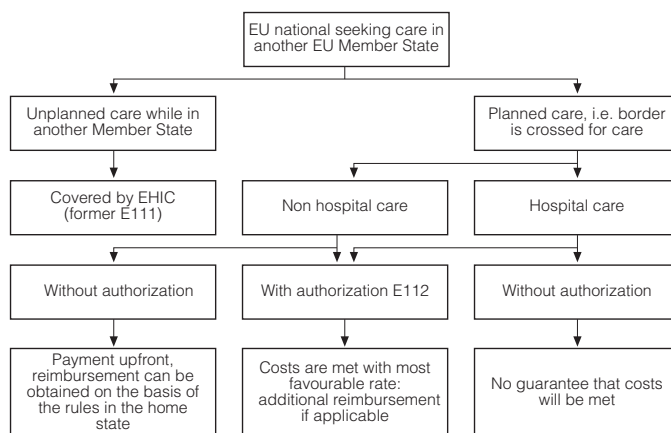 EU national seeking care in
another EU Member State
Unplanned care while in
another Member State
Planned care, i.e. border
is crossed for care
Covered by EHIC
(former E111)
Non hospital care
Hospital care
Without authorization
With authorization E112
Without authorization
Payment upfront,
reimbursement can be
obtained on the basis of
the rules in the home
state
Costs are met with most
favourable rate:
additional reimbursement
if applicable
No guarantee that costs
will be met